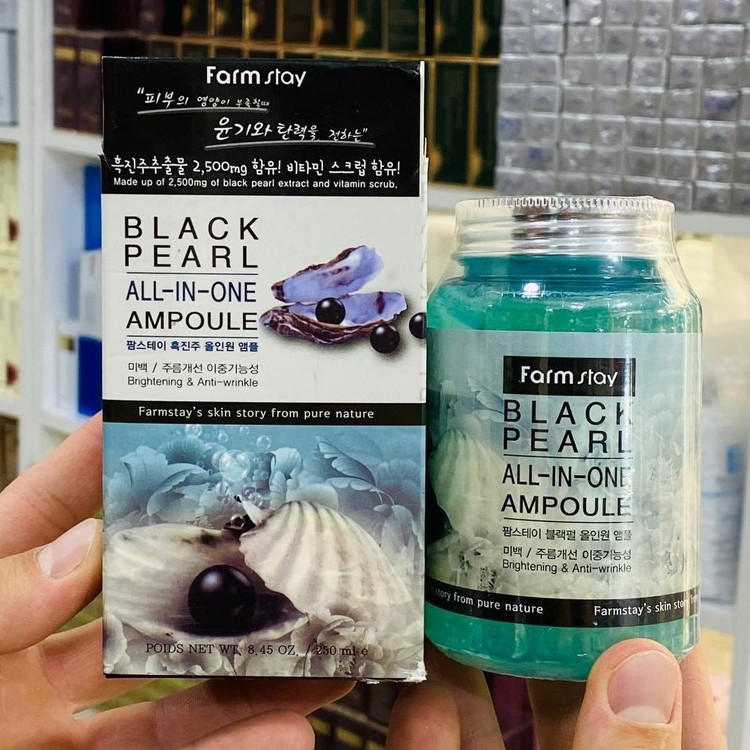 Farm stay
"피부의 영양이 부족할때
윤기와 탄력을 전하는"
흑진주추출물 2,500mg 함유! 비타민 스크럽 함유!
Made up of 2,500mg of black pearl extract and vitamin scrub.
BLACK
PEARL
ALL-IN-ONE
AMPOULE
팜스테이 흑진주 올인원 앰플
미백 / 주름개선 이중기능성
Brightening & Anti-wrinkle
Farmstay's skin story from pure nature
POIDS NET WT. 8.45 OZ. / 250 ml e
Farm stay
BLACK
PEARL
ALL-IN-ONE
AMPOULE
팜스테이 블랙펄 올인원 앰플
미백 / 주름개선 이중기능성
Brightening & Anti-wrinkle
story from pure nature Farmstay's skin story